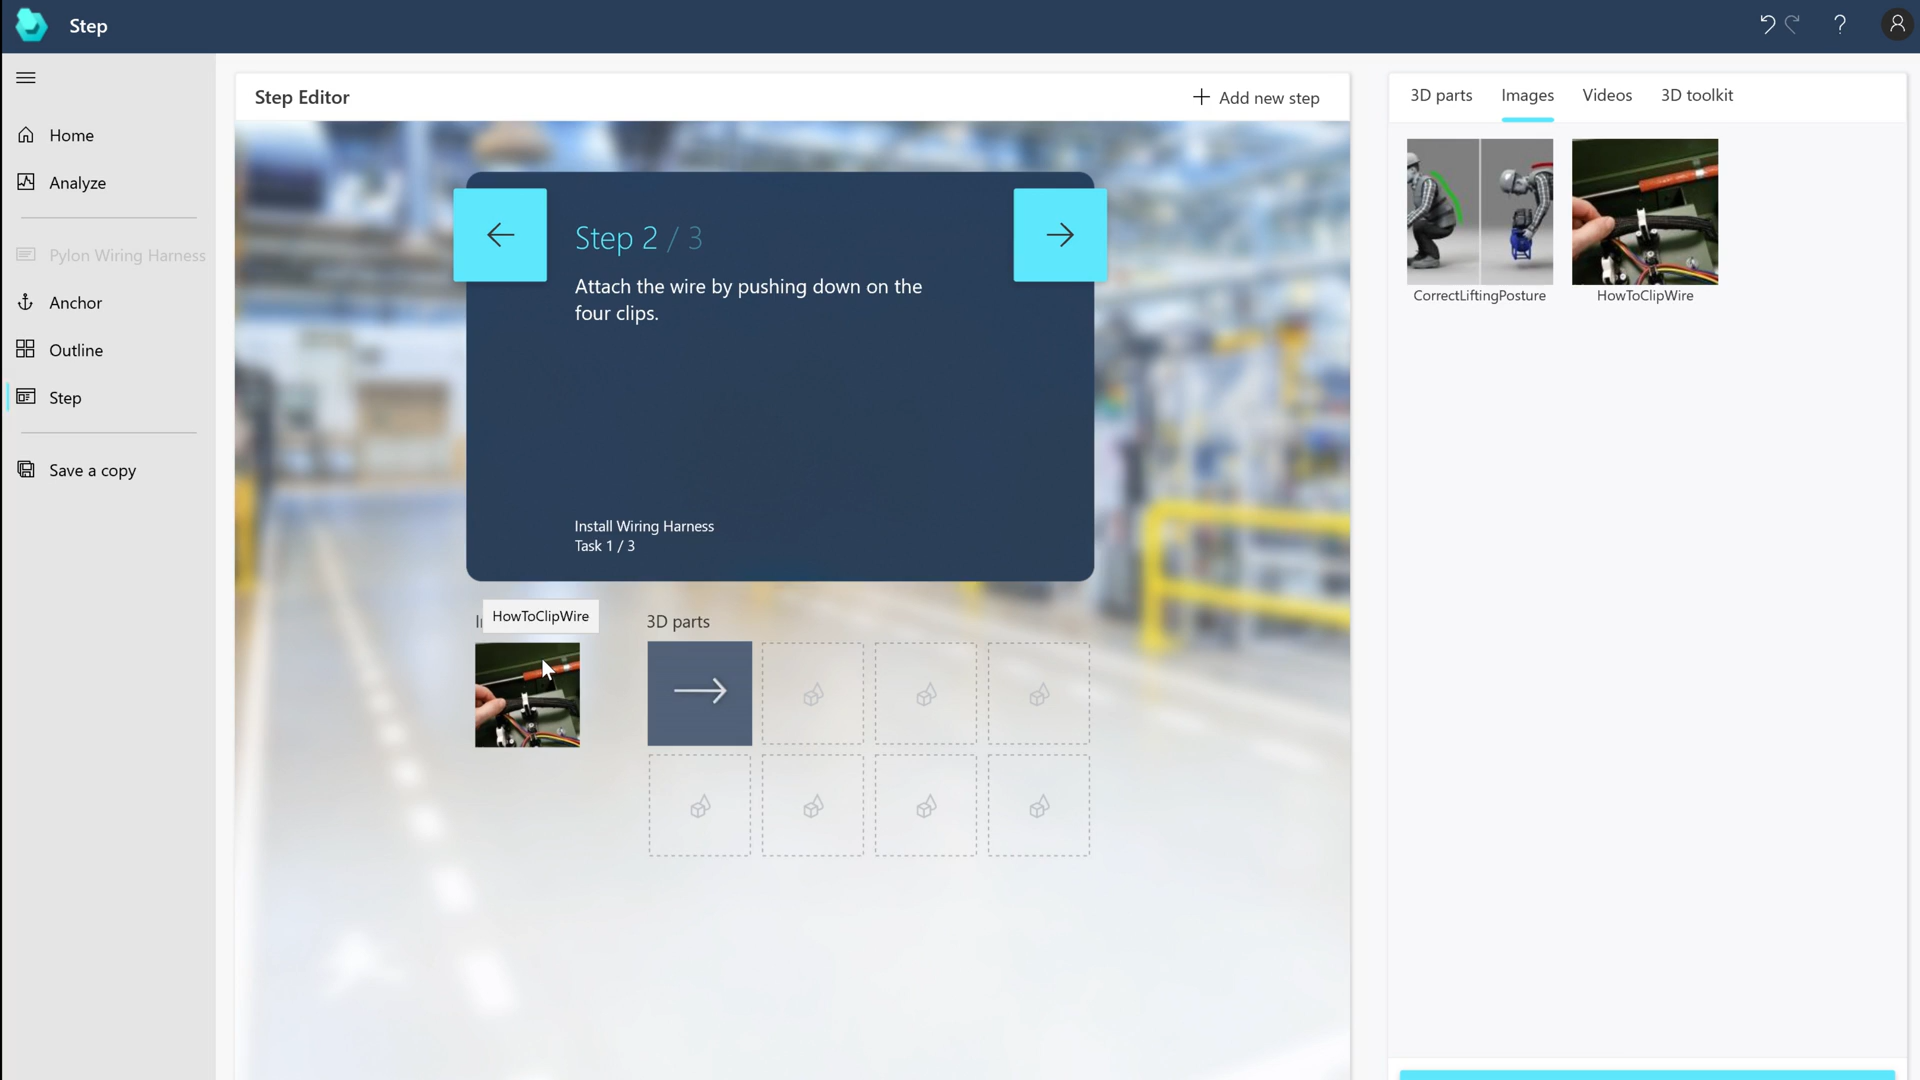 Step
?
Home
Analyze
Pylon Wiring Harness
Anchor
Outline
Step
Save a copy
Step Editor
Add new step
Step 2 / 3
Attach the wire by pushing down on the
four clips.
Install Wiring Harness
Task 1 / 3
HowToClipWire
3D parts
3D parts
Images
Videos
3D toolkit
CorrectLiftingPosture
HowToClipWire